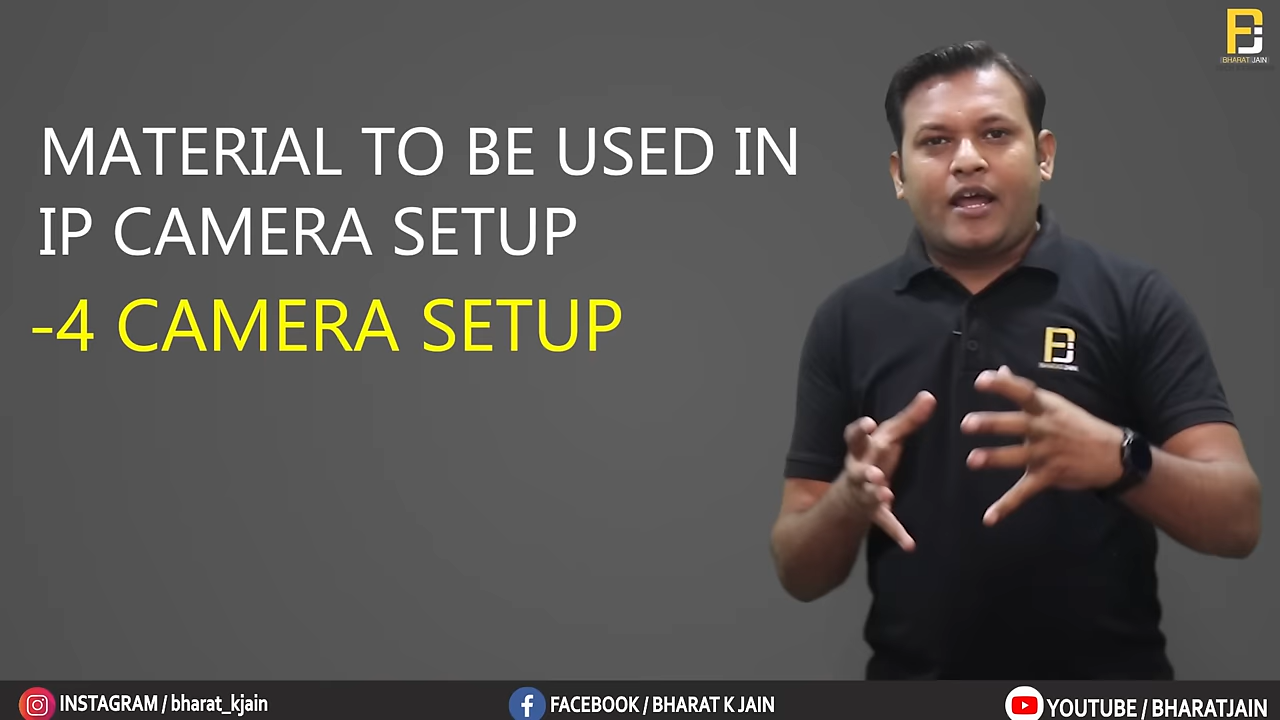 BHARAT JAIN
MATERIAL TO BE USED IN
IP CAMERA SETUP
-4 CAMERA SETUP
INSTAGRAM / bharat_kjain
FACEBOOK / BHARAT K JAIN
YOUTUBE / BHARATJAIN